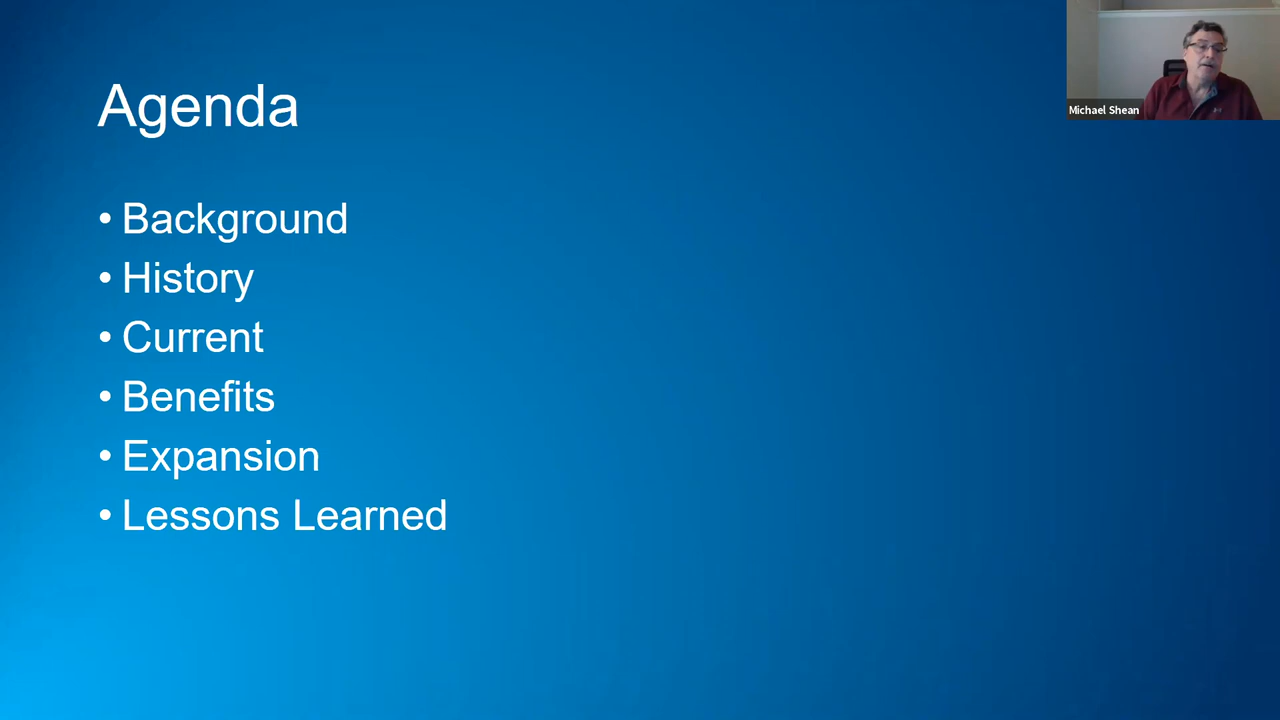 Agenda
• Background
• History
• Current
• Benefits
• Expansion
• Lessons Learned
Michael Shean